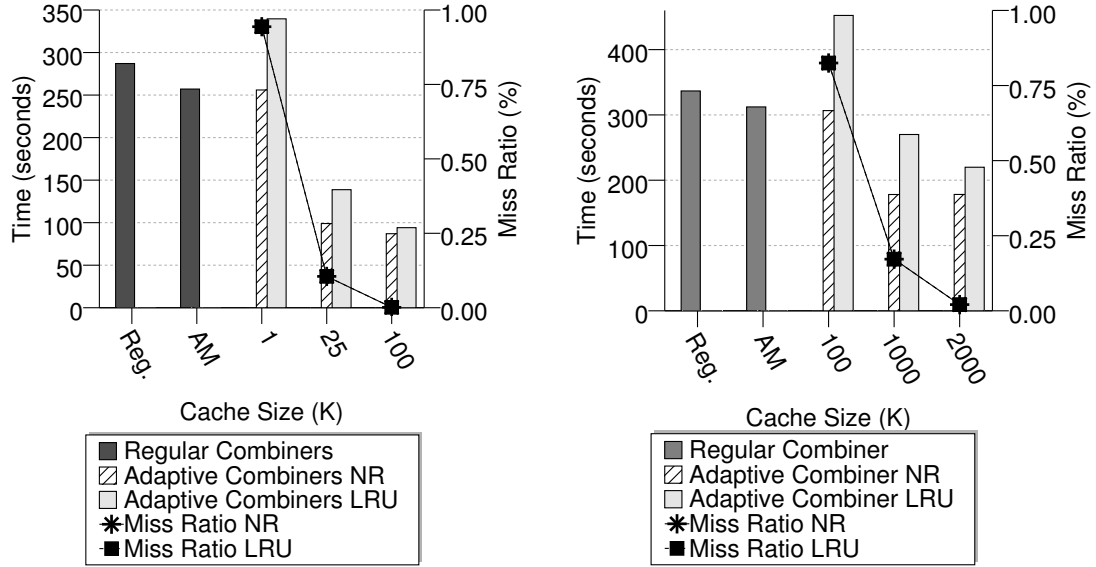 350
300
250
200
150
100
50
0
Time (seconds)
1.00
0.75
0.50
0.25
0.00
Miss Ratio (%)
Reg.
AM
1
25
100
Cache Size (K)
Regular Combiners
Adaptive Combiners NR
Adaptive Combiners LRU
Miss Ratio NR
Miss Ratio LRU
400
300
200
100
0
Time (seconds)
1.00
0.75
0.50
0.25
0.00
Miss Ratio (%)
Reg.
AM
100
1000
2000
Cache Size (K)
Regular Combiner
Adaptive Combiner NR
Adaptive Combiner LRU
Miss Ratio NR
Miss Ratio LRU